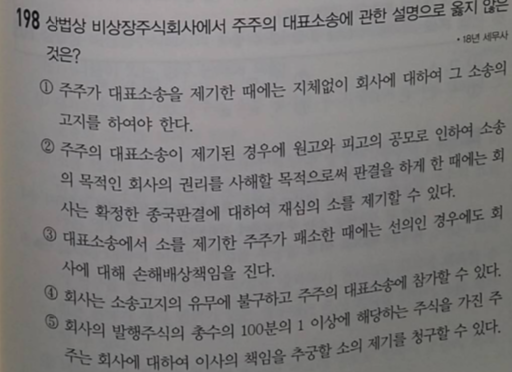 198 상법상 비상장주식회사에서 주주의 대표소송에 관한 설명으로 옳지 않은
것은?
• 18년 세무사
① 주주가 대표소송을 제기한 때에는 지체없이 회사에 대하여 그 소송의
고지를 하여야 한다.
② 주주의 대표소송이 제기된 경우에 원고와 피고의 공모로 인하여 소송
의 목적인 회사의 권리를 사해할 목적으로써 판결을 하게 한 때에는 회
사는 확정한 종국판결에 대하여 재심의 소를 제기할 수 있다.
③ 대표소송에서 소를 제기한 주주가 패소한 때에는 선의인 경우에도 회
사에 대해 손해배상책임을 진다.
④ 회사는 소송고지의 유무에 불구하고 주주의 대표소송에 참가할 수 있다.
⑤ 회사의 발행주식의 총수의 100분의 1 이상에 해당하는 주식을 가진 주
주는 회사에 대하여 이사의 책임을 추궁할 소의 제기를 청구할 수 있다.